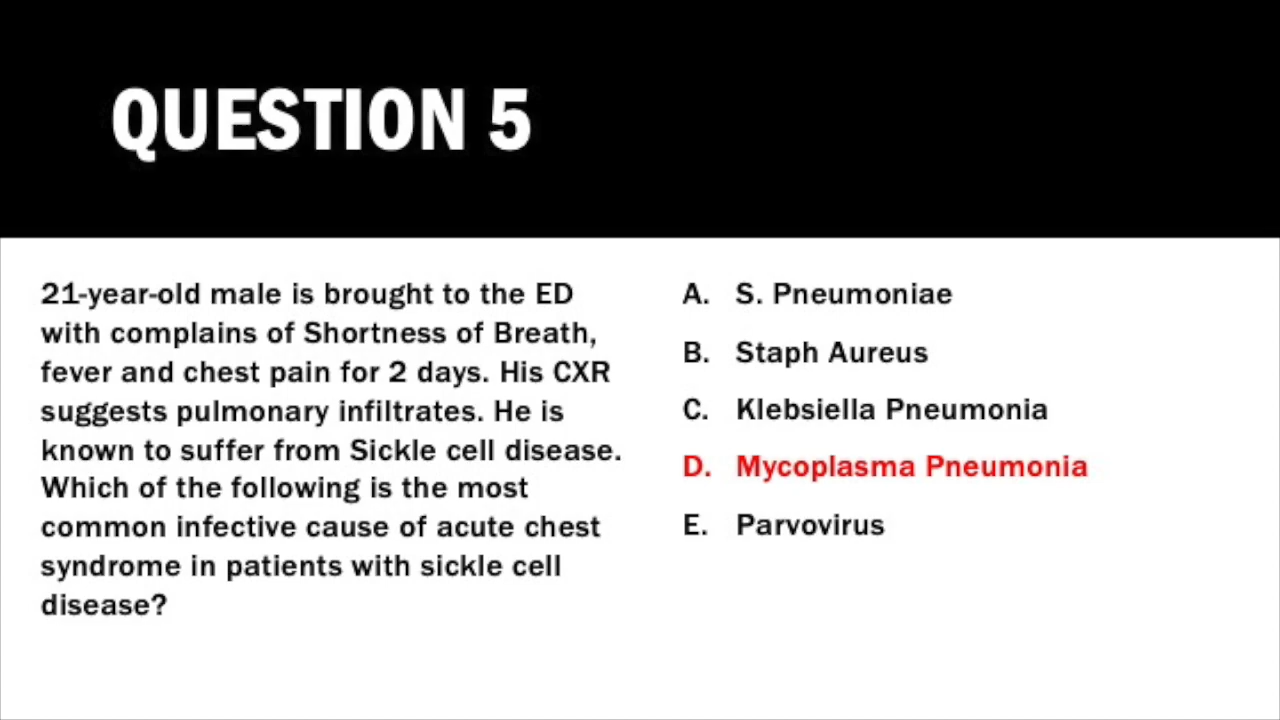 QUESTION 5
21-year-old male is brought to the ED
with complains of Shortness of Breath,
fever and chest pain for 2 days. His CXR
suggests pulmonary infiltrates. He is
known to suffer from Sickle cell disease.
Which of the following is the most
common infective cause of acute chest
syndrome in patients with sickle cell
disease?
A. S. Pneumoniae
B. Staph Aureus
C. Klebsiella Pneumonia
D. Mycoplasma Pneumonia
E. Parvovirus